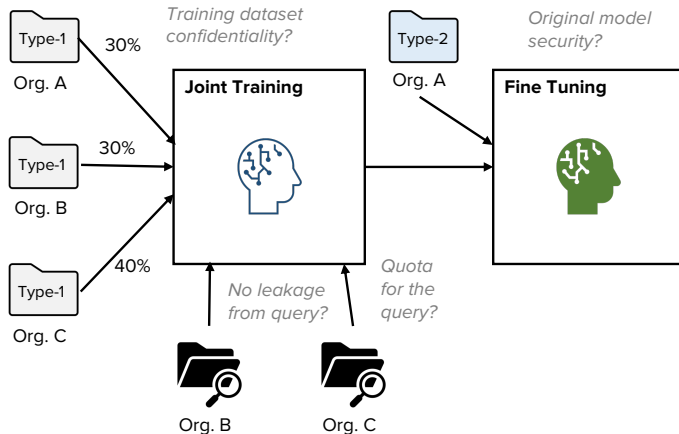 Type-1
Org. A
30%
Training dataset
confidentiality?
Type-2
Org. A
Original model
security?
Joint Training
Fine Tuning
Type-1
Org. B
30%
Type-1
Org. C
40%
No leakage
from query?
Quota
for the
query?
Org. B
Org. C